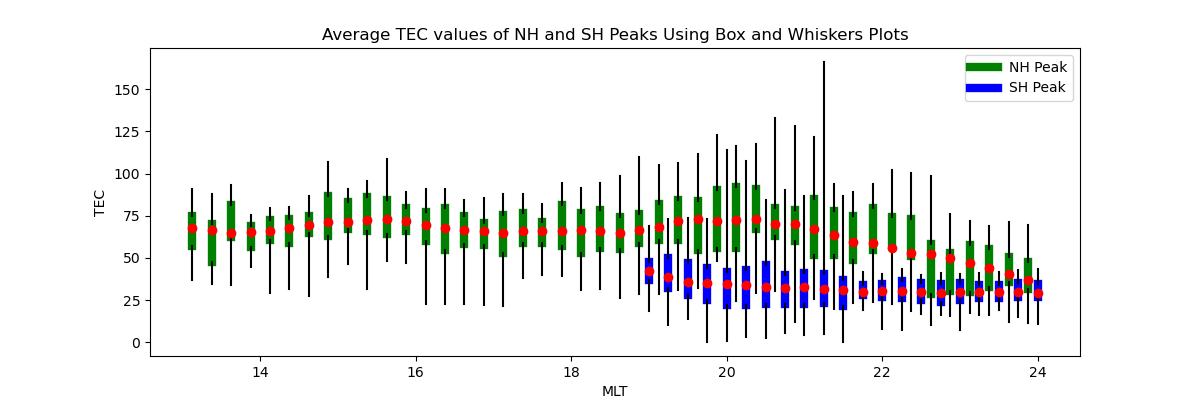 Average TEC values of NH and SH Peaks Using Box and Whiskers Plots
NH Peak
SH Peak
150
125
100
75
50
25
0
TEC
14 16 18 20 22 24
MLT